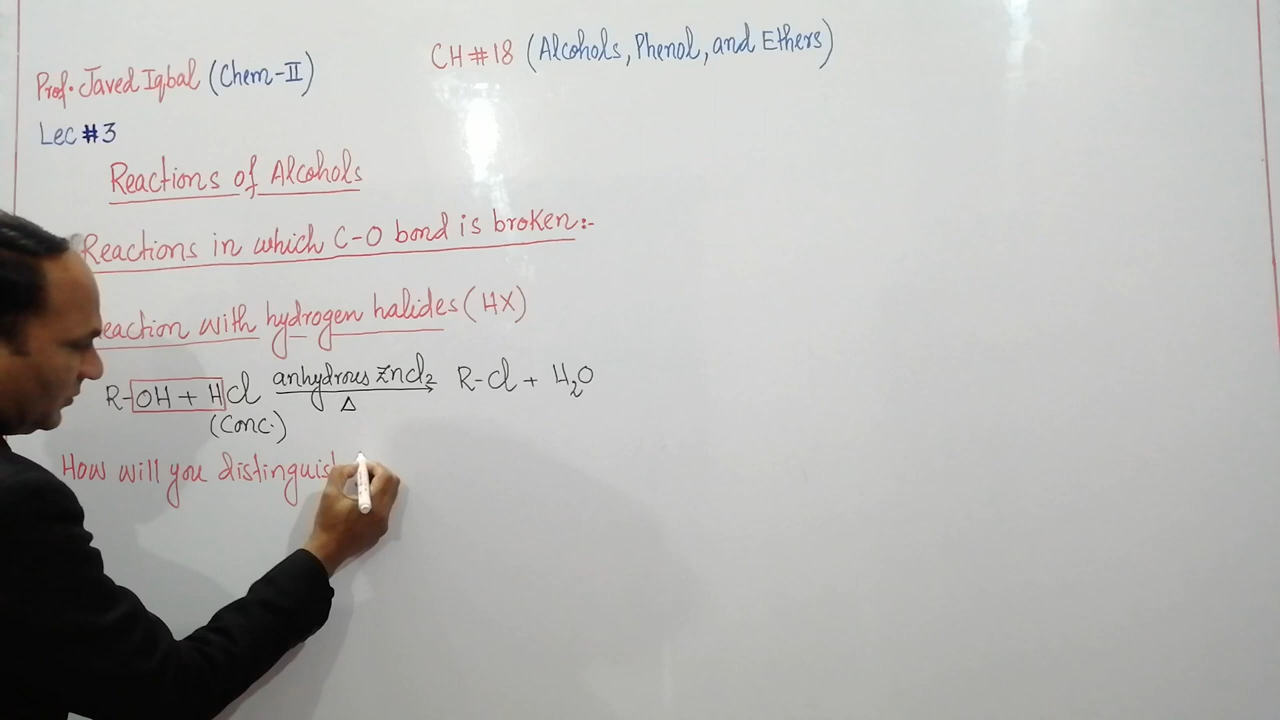 CH#18 (Alcohols, Phenol, and Ethers)
Prof. Javed Iqbal (Chem-II)
Lec #3
Reactions of Alcohols
Reactions in which C-O bond is broken:-
eaction with hydrogen halides (HX)
R-OH + HCl anhydrous ZnCl₂ R-Cl + H₂O
(Conc.) Δ
How will you distinguish